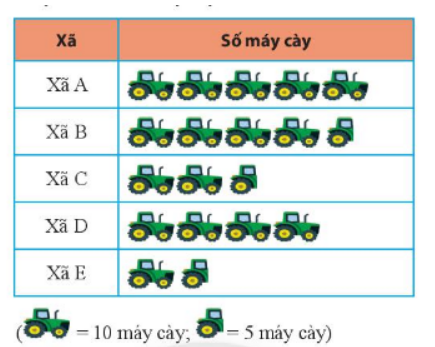 Xã Số máy cày
Xã A
Xã B
Xã C
Xã D
Xã E
( = 10 máy cày; = 5 máy cày)